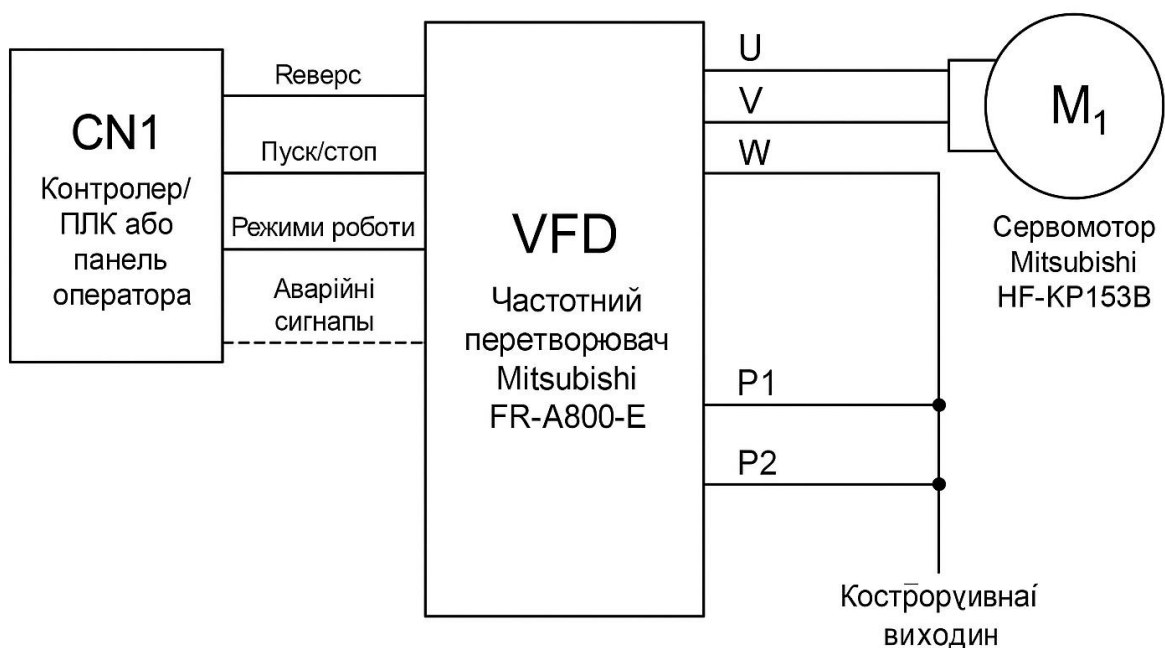 CN1
Контролер/
ПЛК або
панель
оператора
Rеверс
Пуск/стоп
Режими роботи
Аварійні
сигнапы
VFD
Частотний
перетворювач
Mitsubishi
FR-A800-E
U
V
W
P1
P2
M₁
Сервомотор
Mitsubishi
HF-KP153B
виходин